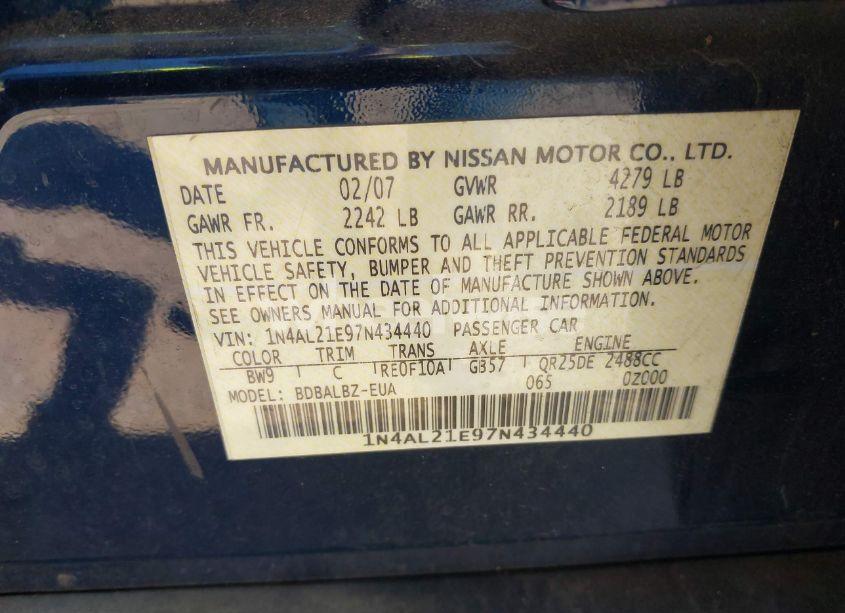 MANUFACTURED BY NISSAN MOTOR CO., LTD.
DATE 02/07 GVWR 4279 LB
GAWR FR. 2242 LB GAWR RR. 2189 LB
THIS VEHICLE CONFORMS TO ALL APPLICABLE FEDERAL MOTOR
VEHICLE SAFETY, BUMPER AND THEFT PREVENTION STANDARDS
IN EFFECT ON THE DATE OF MANUFACTURE SHOWN ABOVE.
SEE OWNERS MANUAL FOR ADDITIONAL INFORMATION.
VIN: 1N4AL21E97N434440 PASSENGER CAR
COLOR TRIM TRANS AXLE ENGINE
BW9 C RE0F10A GB57 QR25DE 2488CC
MODEL: BDBALBZ-EUA 065 0Z000
1N4AL21E97N434440